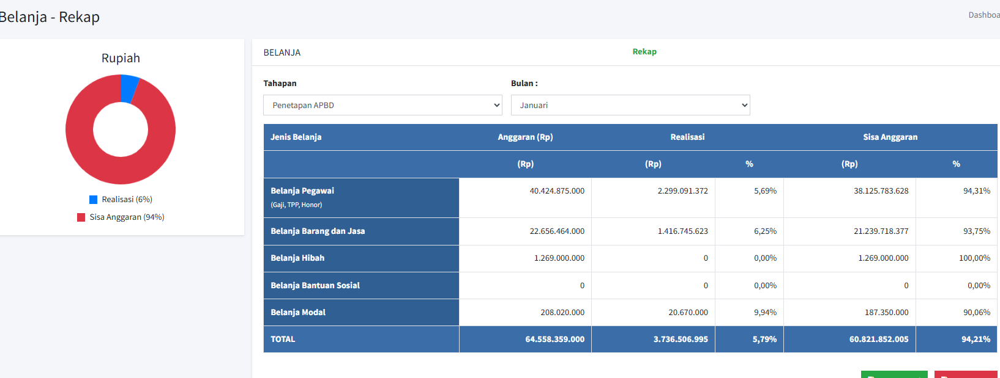 Belanja - Rekap
Dashboa
Rupiah
Realisasi (6%)
Sisa Anggaran (94%)
BELANJA
Rekap
Tahapan
Bulan :
Penetapan APBD
Januari
Jenis Belanja Anggaran (Rp) Realisasi Sisa Anggaran
(Rp) (Rp) % (Rp) %
Belanja Pegawai 40.424.875.000 2.299.091.372 5,69% 38.125.783.628 94,31%
(Gaji, TPP, Honor)
Belanja Barang dan Jasa 22.656.464.000 1.416.745.623 6,25% 21.239.718.377 93,75%
Belanja Hibah 1.269.000.000 0 0,00% 1.269.000.000 100,00%
Belanja Bantuan Sosial 0 0 0,00% 0 0,00%
Belanja Modal 208.020.000 20.670.000 9,94% 187.350.000 90,06%
TOTAL 64.558.359.000 3.736.506.995 5,79% 60.821.852.005 94,21%